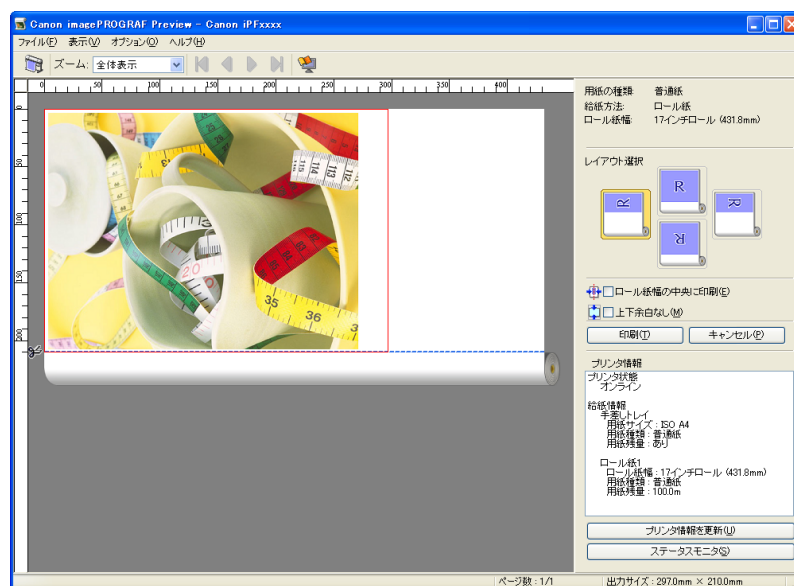 Canon imagePROGRAF Preview - Canon iPFxxxx
ファイル(F) 表示(V) オプション(O) ヘルプ(H)
ズーム: 全体表示
0 50 100 150 200 250 300 350 400
0
50
100
150
200
115 114 113 112
20
35 36 3
用紙の種類: 普通紙
給紙方法: ロール紙
ロール紙幅: 17インチロール (431.8mm)
レイアウト選択
R
R R
R
ロール紙幅の中央に印刷(E)
上下余白なし(M)
印刷(T) キャンセル(P)
プリンタ情報
プリンタ状態
オンライン
給紙情報
手差しトレイ
用紙サイズ : ISO A4
用紙種類 : 普通紙
用紙残量 : あり
ロール紙1
ロール紙幅 : 17インチロール (431.8mm)
用紙種類 : 普通紙
用紙残量 : 100.0m
プリンタ情報を更新(U)
ステータスモニタ(S)
ページ数 : 1/1 出力サイズ : 297.0mm × 210.0mm